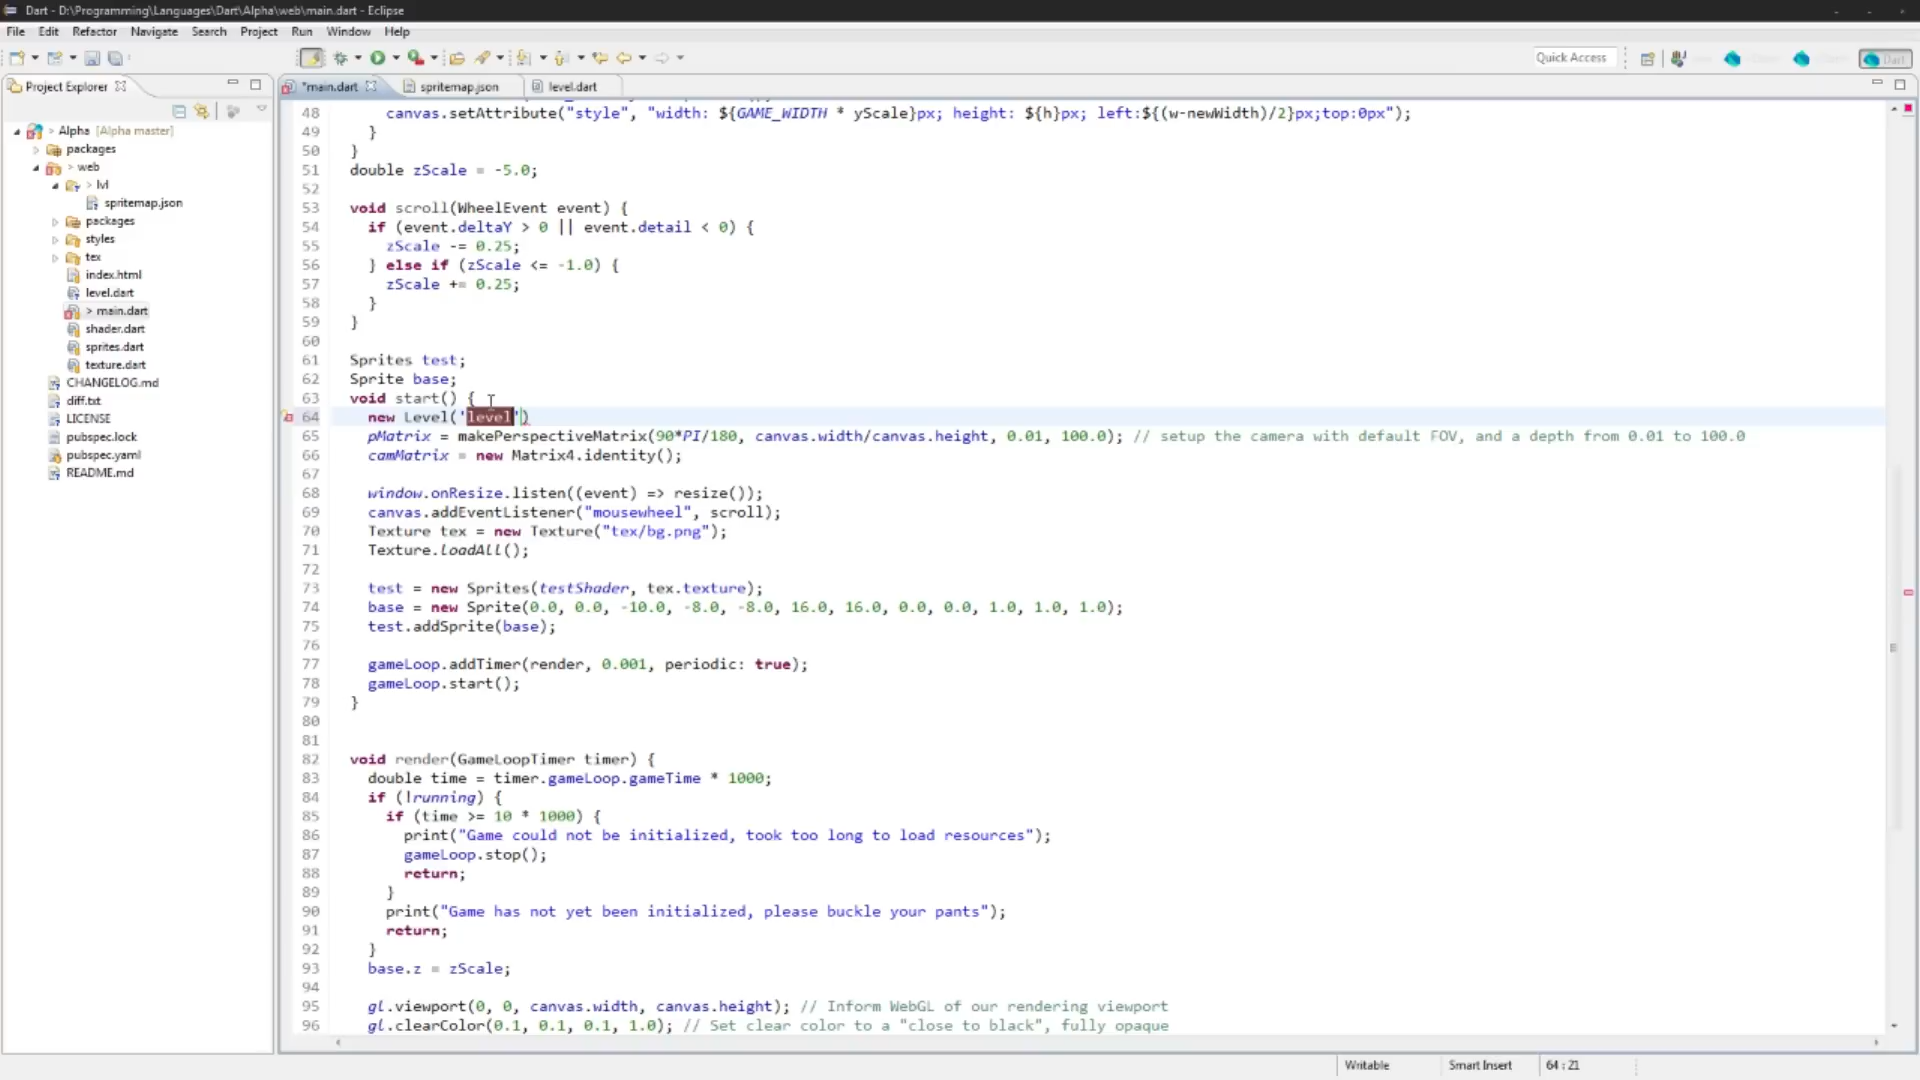 Dart - D:\Programming\Languages\Dart\Alpha\web\main.dart - Eclipse
File Edit Refactor Navigate Search Project Run Window Help
Quick Access
Dart
Project Explorer
*main.dart
spritemap.json
level.dart
> Alpha [Alpha master]
packages
> web
> lvl
spritemap.json
packages
styles
tex
index.html
level.dart
> main.dart
shader.dart
sprites.dart
texture.dart
CHANGELOG.md
diff.txt
LICENSE
pubspec.lock
pubspec.yaml
README.md
48 canvas.setAttribute("style", "width: ${GAME_WIDTH * yScale}px; height: ${h}px; left:${(w-newWidth)/2}px;top:0px");
49 }
50 }
51 double zScale = -5.0;
52
53 void scroll(WheelEvent event) {
54 if (event.deltaY > 0 || event.detail < 0) {
55 zScale -= 0.25;
56 } else if (zScale <= -1.0) {
57 zScale += 0.25;
58 }
59 }
60
61 Sprites test;
62 Sprite base;
63 void start() {
64 new Level('level')
65 pMatrix = makePerspectiveMatrix(90*PI/180, canvas.width/canvas.height, 0.01, 100.0); // setup the camera with default FOV, and a depth from 0.01 to 100.0
66 camMatrix = new Matrix4.identity();
67
68 window.onResize.listen((event) => resize());
69 canvas.addEventListener("mousewheel", scroll);
70 Texture tex = new Texture("tex/bg.png");
71 Texture.loadAll();
72
73 test = new Sprites(testShader, tex.texture);
74 base = new Sprite(0.0, 0.0, -10.0, -8.0, -8.0, 16.0, 16.0, 0.0, 0.0, 1.0, 1.0, 1.0);
75 test.addSprite(base);
76
77 gameLoop.addTimer(render, 0.001, periodic: true);
78 gameLoop.start();
79 }
80
81
82 void render(GameLoopTimer timer) {
83 double time = timer.gameLoop.gameTime * 1000;
84 if (!running) {
85 if (time >= 10 * 1000) {
86 print("Game could not be initialized, took too long to load resources");
87 gameLoop.stop();
88 return;
89 }
90 print("Game has not yet been initialized, please buckle your pants");
91 return;
92 }
93 base.z = zScale;
94
95 gl.viewport(0, 0, canvas.width, canvas.height); // Inform WebGL of our rendering viewport
96 gl.clearColor(0.1, 0.1, 0.1, 1.0); // Set clear color to a "close to black", fully opaque
Writable
Smart Insert
64 : 21